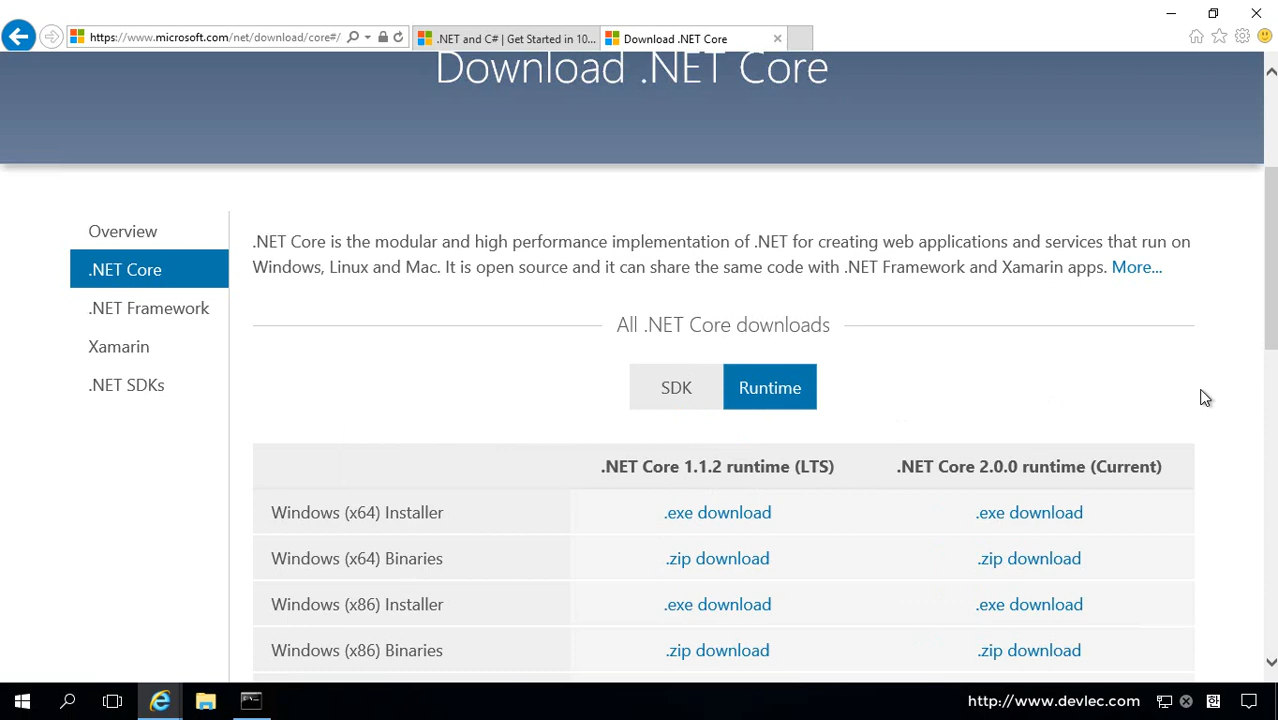 https://www.microsoft.com/net/download/core#/
.NET and C# | Get Started in 10...
Download .NET Core
Download .NET Core
Overview
.NET Core
.NET Framework
Xamarin
.NET SDKs
.NET Core is the modular and high performance implementation of .NET for creating web applications and services that run on
Windows, Linux and Mac. It is open source and it can share the same code with .NET Framework and Xamarin apps. More...
All .NET Core downloads
SDK
Runtime
.NET Core 1.1.2 runtime (LTS) .NET Core 2.0.0 runtime (Current)
Windows (x64) Installer .exe download .exe download
Windows (x64) Binaries .zip download .zip download
Windows (x86) Installer .exe download .exe download
Windows (x86) Binaries .zip download .zip download
http://www.devlec.com